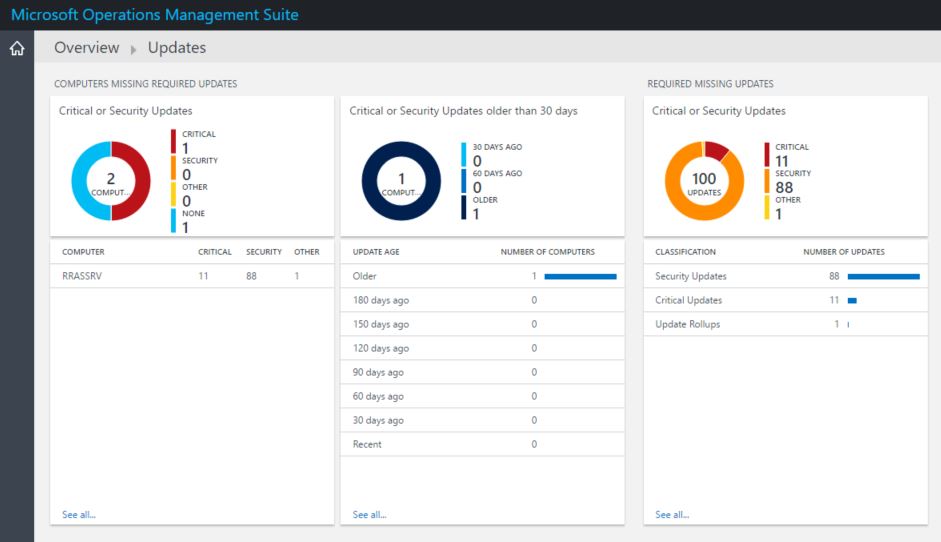 Microsoft Operations Management Suite
Overview Updates
COMPUTERS MISSING REQUIRED UPDATES
Critical or Security Updates
2
COMPUT...
CRITICAL
1
SECURITY
0
OTHER
0
NONE
1
COMPUTER CRITICAL SECURITY OTHER
RRASSRV 11 88 1
See all...
Critical or Security Updates older than 30 days
1
COMPUT...
30 DAYS AGO
0
60 DAYS AGO
0
OLDER
1
UPDATE AGE NUMBER OF COMPUTERS
Older 1
180 days ago 0
150 days ago 0
120 days ago 0
90 days ago 0
60 days ago 0
30 days ago 0
Recent 0
See all...
REQUIRED MISSING UPDATES
Critical or Security Updates
100
UPDATES
CRITICAL
11
SECURITY
88
OTHER
1
CLASSIFICATION NUMBER OF UPDATES
Security Updates 88
Critical Updates 11
Update Rollups 1
See all...